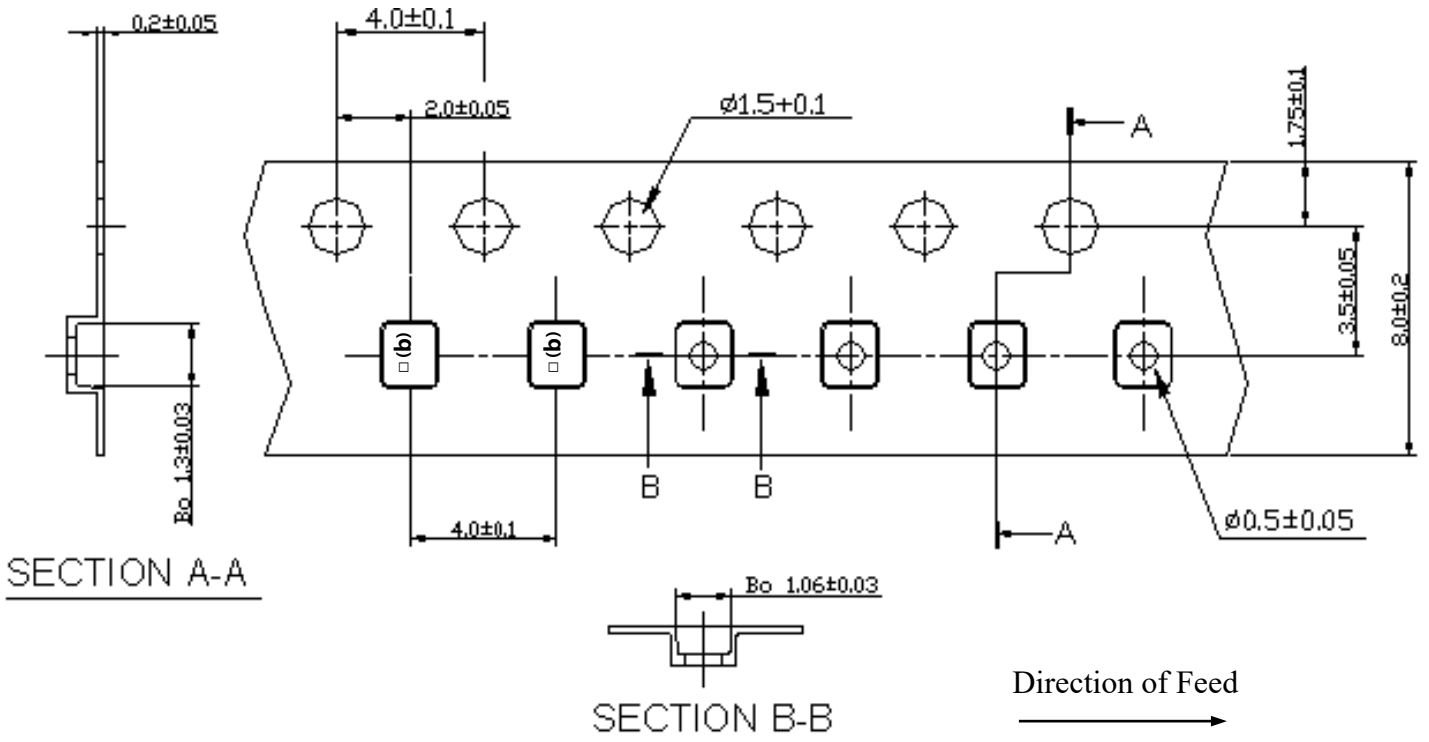 0.2±0.05
4.0±0.1
2.0±0.05
⌀1.5+0.1
A
1.75±0.1
3.5±0.05
8.0±0.2
□ (b)
□ (b)
Bo 1.3±0.03
B
B
4.0±0.1
A
⌀0.5±0.05
SECTION A-A
Bo 1.06±0.03
SECTION B-B
Direction of Feed